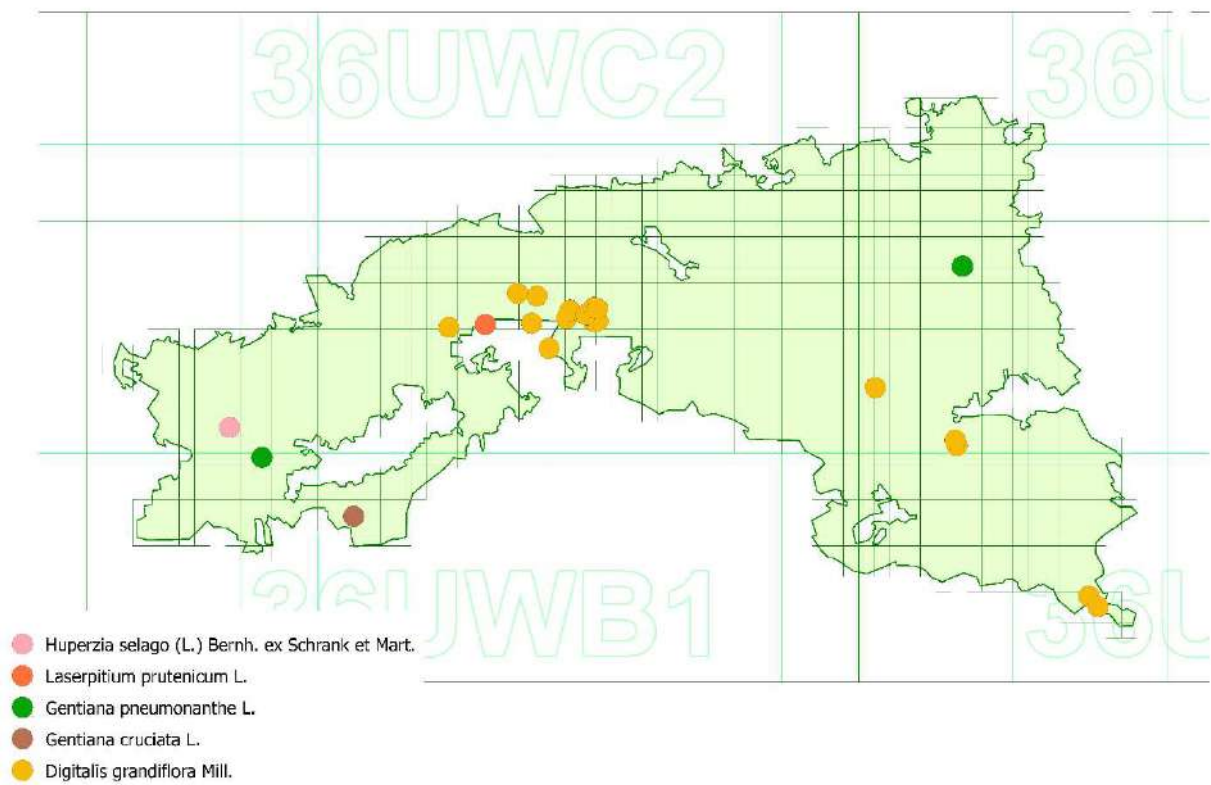 36UWC2 36U
36UWB1 36U
Huperzia selago (L.) Bernh. ex Schrank et Mart.
Laserpitium prutenicum L.
Gentiana pneumonanthe L.
Gentiana cruciata L.
Digitalis grandiflora Mill.